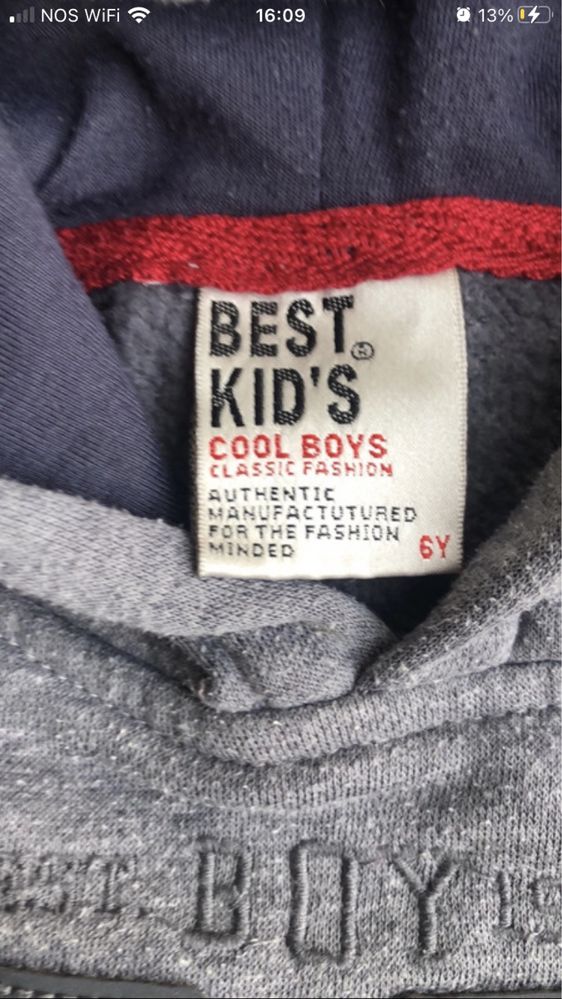 NOS WiFi 16:09 13%
BEST®
KID'S
COOL BOYS
CLASSIC FASHION
AUTHENTIC
MANUFACTUTURED
FOR THE FASHION
MINDED 6Y
BOY